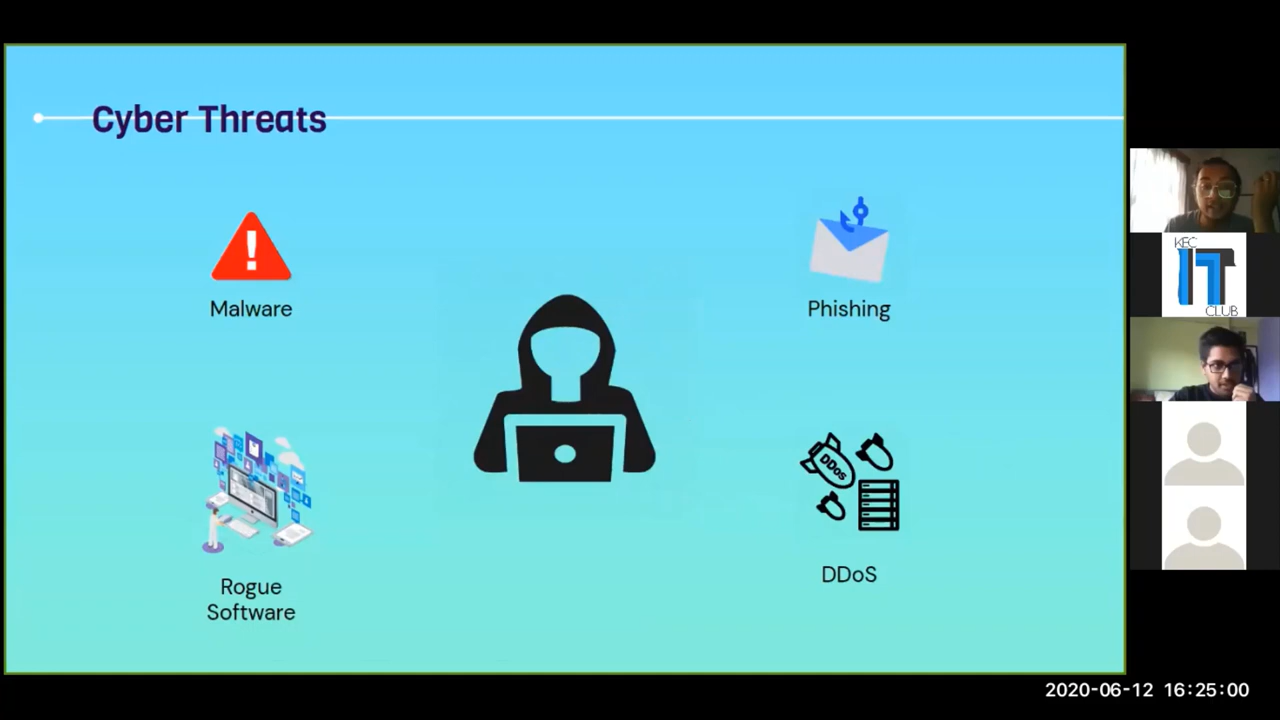 Cyber Threats
Malware
Phishing
DDoS
Rogue
Software
DDoS
KEC
IT
CLUB
2020-06-12 16:25:00